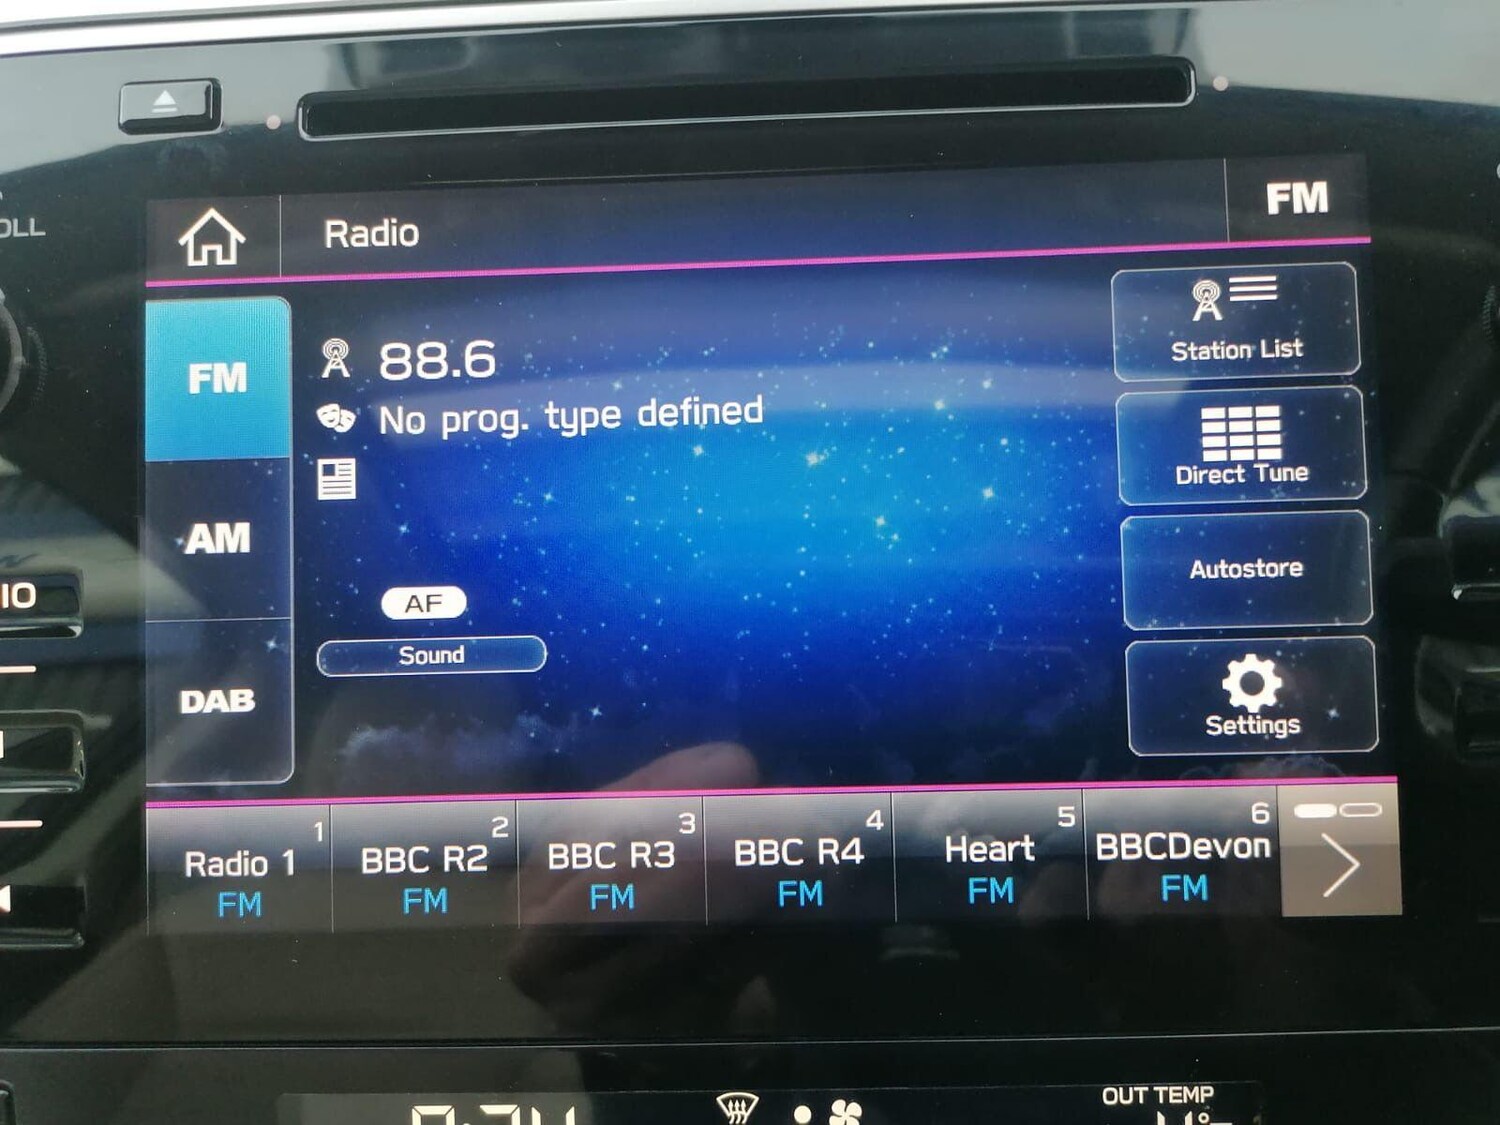 Radio
FM
FM
AM
DAB
88.6
No prog. type defined
AF
Sound
Station List
Direct Tune
Autostore
Settings
1
Radio 1
FM
2
BBC R2
FM
3
BBC R3
FM
4
BBC R4
FM
5
Heart
FM
6
BBCDevon
FM
OUT TEMP